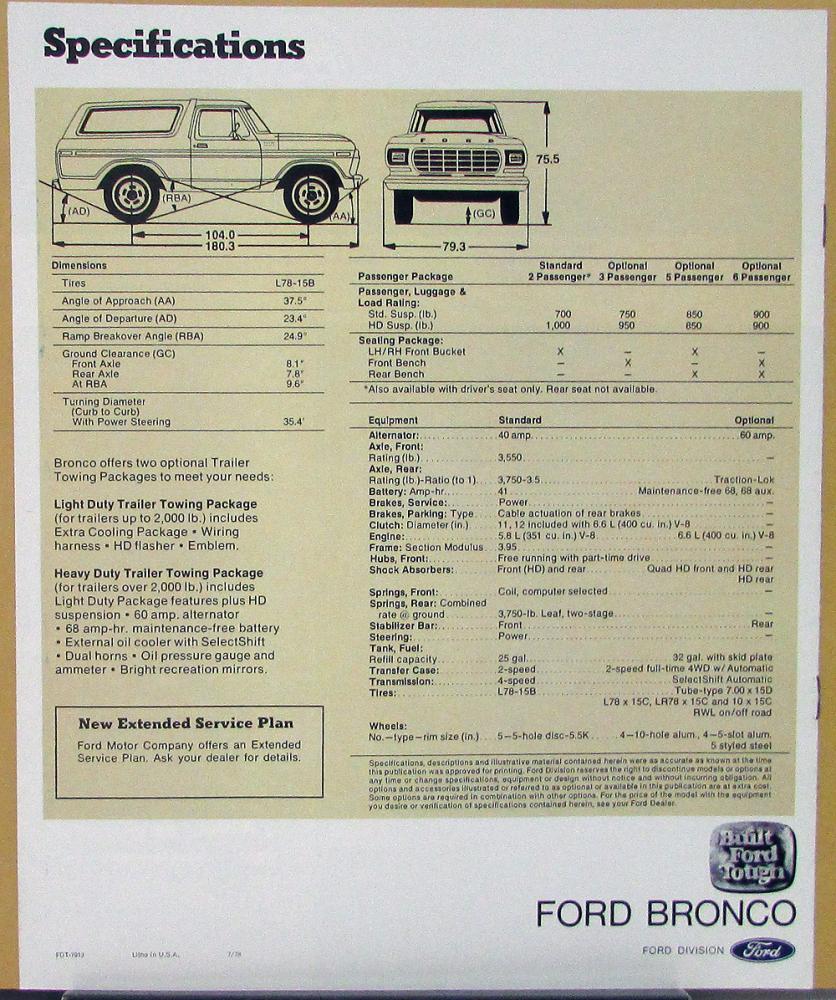 Specifications
FORD
(AD)
(RBA)
(AA)
104.0
180.3
(GC)
75.5
79.3
Dimensions
Tires L78-15B
Angle of Approach (AA) 37.5°
Angle of Departure (AD) 23.4°
Ramp Breakover Angle (RBA) 24.9°
Ground Clearance (GC)
Front Axle 8.1"
Rear Axle 7.8"
At RBA 9.6"
Turning Diameter
(Curb to Curb)
With Power Steering 35.4'
Bronco offers two optional Trailer
Towing Packages to meet your needs:
Light Duty Trailer Towing Package
(for trailers up to 2,000 lb.) includes
Extra Cooling Package • Wiring
harness • HD flasher • Emblem.
Heavy Duty Trailer Towing Package
(for trailers over 2,000 lb.) includes
Light Duty Package features plus HD
suspension • 60 amp. alternator
• 68 amp-hr. maintenance-free battery
• External oil cooler with SelectShift
• Dual horns • Oil pressure gauge and
ammeter • Bright recreation mirrors.
New Extended Service Plan
Ford Motor Company offers an Extended
Service Plan. Ask your dealer for details.
Standard Optional Optional Optional
Passenger Package 2 Passenger* 3 Passenger 5 Passenger 6 Passenger
Passenger, Luggage &
Load Rating:
Std. Susp. (lb.) 700 750 850 900
HD Susp. (lb.) 1,000 950 850 900
Seating Package:
LH/RH Front Bucket X – X –
Front Bench – X – X
Rear Bench – – X X
*Also available with driver's seat only. Rear seat not available.
Equipment Standard Optional
Alternator: 40 amp. 60 amp.
Axle, Front:
Rating (lb.) 3,550 –
Axle, Rear:
Rating (lb.)-Ratio (to 1) 3,750-3.5 Traction-Lok
Battery: Amp-hr. 41 Maintenance-free 68, 68 aux.
Brakes, Service: Power –
Brakes, Parking: Type Cable actuation of rear brakes –
Clutch: Diameter (in.) 11, 12 included with 6.6 L (400 cu. in.) V-8 –
Engine: 5.8 L (351 cu. in.) V-8 6.6 L (400 cu. in.) V-8
Frame: Section Modulus 3.95 –
Hubs, Front: Free running with part-time drive –
Shock Absorbers: Front (HD) and rear Quad HD front and HD rear
HD rear
Springs, Front: Coil, computer selected –
Springs, Rear: Combined
rate @ ground 3,750-lb. Leaf, two-stage –
Stabilizer Bar: Front Rear
Steering: Power –
Tank, Fuel:
Refill capacity 25 gal. 32 gal. with skid plate
Transfer Case: 2-speed 2-speed full-time 4WD w/ Automatic
Transmission: 4-speed SelectShift Automatic
Tires: L78-15B Tube-type 7.00 x 15D
L78 x 15C, LR78 x 15C and 10 x 15C
RWL on/off road
Wheels:
No.–type–rim size (in.) 5–5-hole disc-5.5K 4–10-hole alum., 4–5-slot alum.
5 styled steel
Specifications, descriptions and illustrative material contained herein were as accurate as known at the time
this publication was approved for printing. Ford Division reserves the right to discontinue models or options at
any time or change specifications, equipment or design without notice and without incurring obligation. All
options and accessories illustrated or referred to as optional or available in this publication are at extra cost.
Some options are required in combination with other options. For the price of the model with the equipment
you desire or verification of specifications contained herein, see your Ford Dealer.
Built
Ford
Tough
FORD BRONCO
FORD DIVISION Ford
FDT-7913 Litho in U.S.A. 7/78